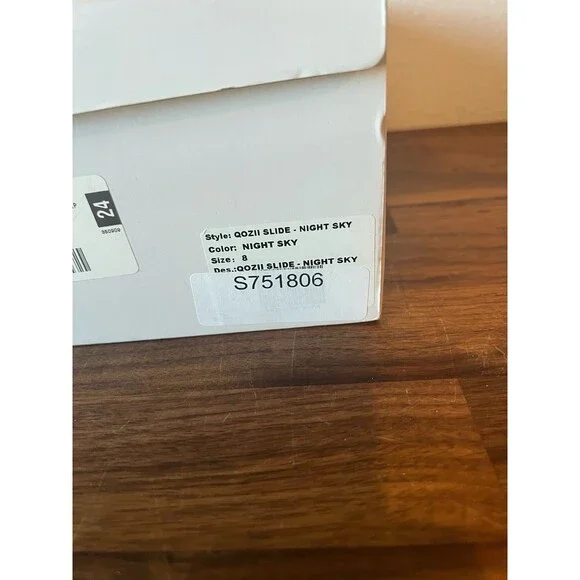 24
Style: QOZII SLIDE - NIGHT SKY
Color: NIGHT SKY
Size: 8
Des.:QOZII SLIDE - NIGHT SKY
S751806